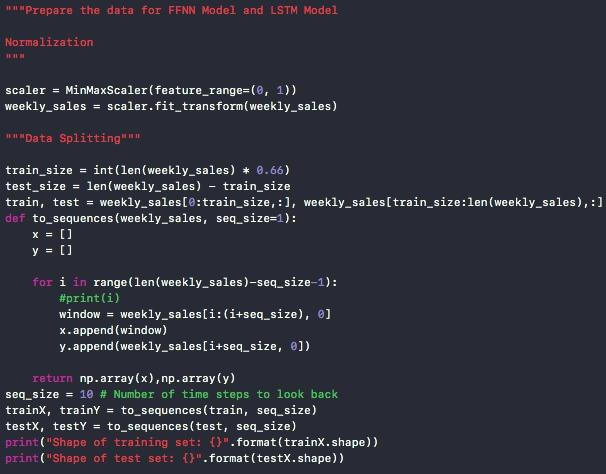 """Prepare the data for FFNN Model and LSTM Model
Normalization
"""
scaler = MinMaxScaler(feature_range=(0, 1))
weekly_sales = scaler.fit_transform(weekly_sales)
"""Data Splitting"""
train_size = int(len(weekly_sales) * 0.66)
test_size = len(weekly_sales) - train_size
train, test = weekly_sales[0:train_size,:], weekly_sales[train_size:len(weekly_sales),:]
def to_sequences(weekly_sales, seq_size=1):
    x = []
    y = []
    for i in range(len(weekly_sales)-seq_size-1):
        #print(i)
        window = weekly_sales[i:(i+seq_size), 0]
        x.append(window)
        y.append(weekly_sales[i+seq_size, 0])
    return np.array(x),np.array(y)
seq_size = 10 # Number of time steps to look back
trainX, trainY = to_sequences(train, seq_size)
testX, testY = to_sequences(test, seq_size)
print("Shape of training set: {}".format(trainX.shape))
print("Shape of test set: {}".format(testX.shape))